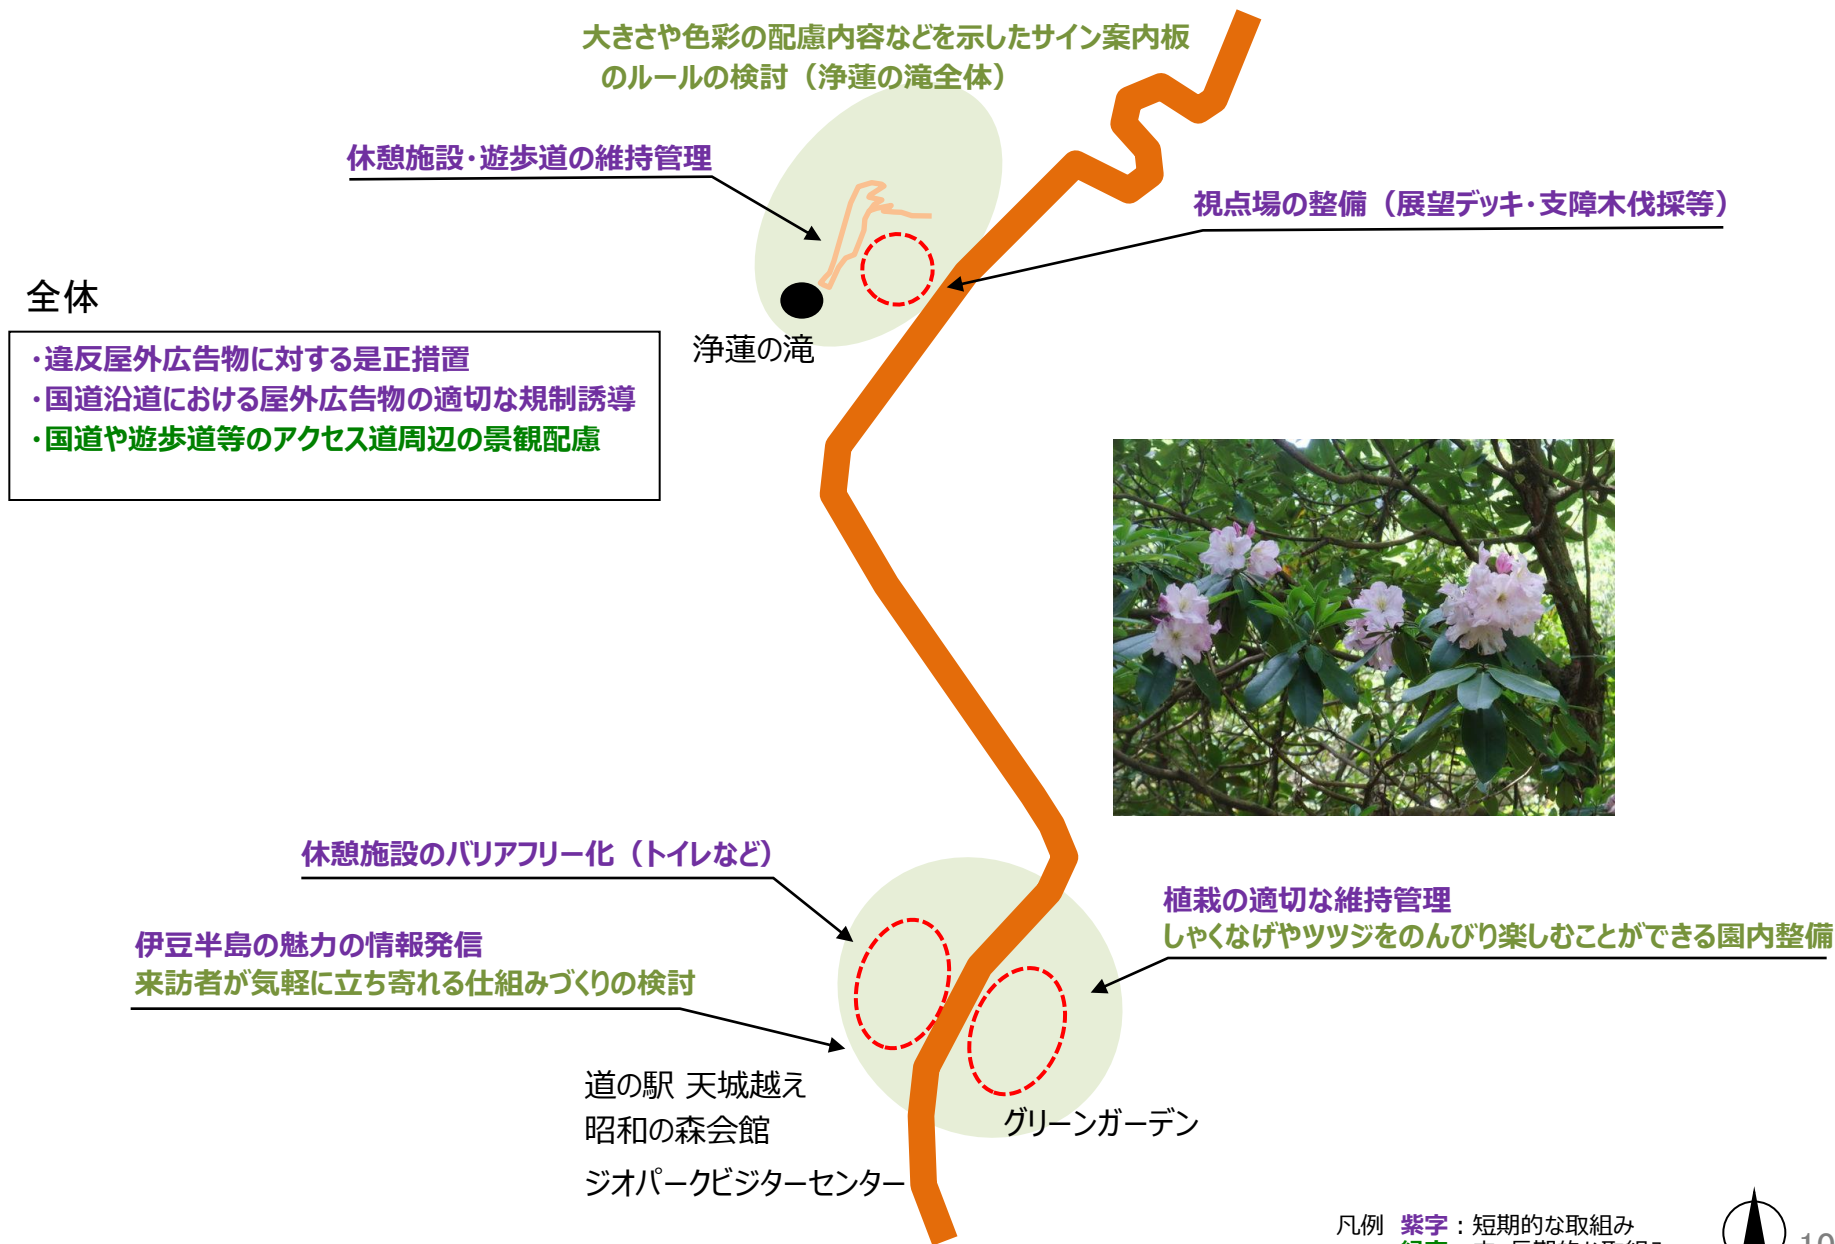 大きさや色彩の配慮内容などを示したサイン案内板
のルールの検討（浄蓮の滝全体）
休憩施設・遊歩道の維持管理
視点場の整備（展望デッキ・支障木伐採等）
全体
・違反屋外広告物に対する是正措置
・国道沿道における屋外広告物の適切な規制誘導
・国道や遊歩道等のアクセス道周辺の景観配慮
浄蓮の滝
休憩施設のバリアフリー化（トイレなど）
伊豆半島の魅力の情報発信
来訪者が気軽に立ち寄れる仕組みづくりの検討
植栽の適切な維持管理
しゃくなげやツツジをのんびり楽しむことができる園内整備
道の駅 天城越え
昭和の森会館
ジオパークビジターセンター
グリーンガーデン
凡例 紫字：短期的な取組み